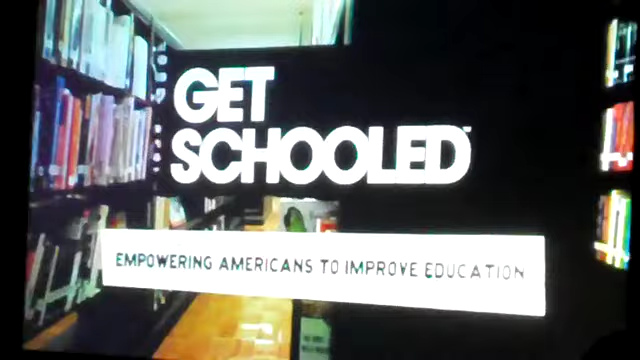 GET
SCHOOLED
EMPOWERING AMERICANS TO IMPROVE EDUCATION